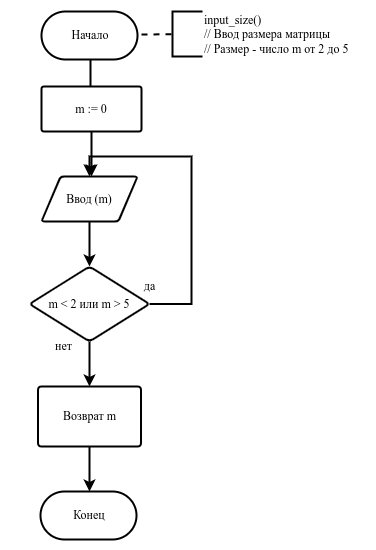 Начало
input_size()
// Ввод размера матрицы
// Размер - число m от 2 до 5
m := 0
Ввод (m)
да
m < 2 или m > 5
нет
Возврат m
Конец